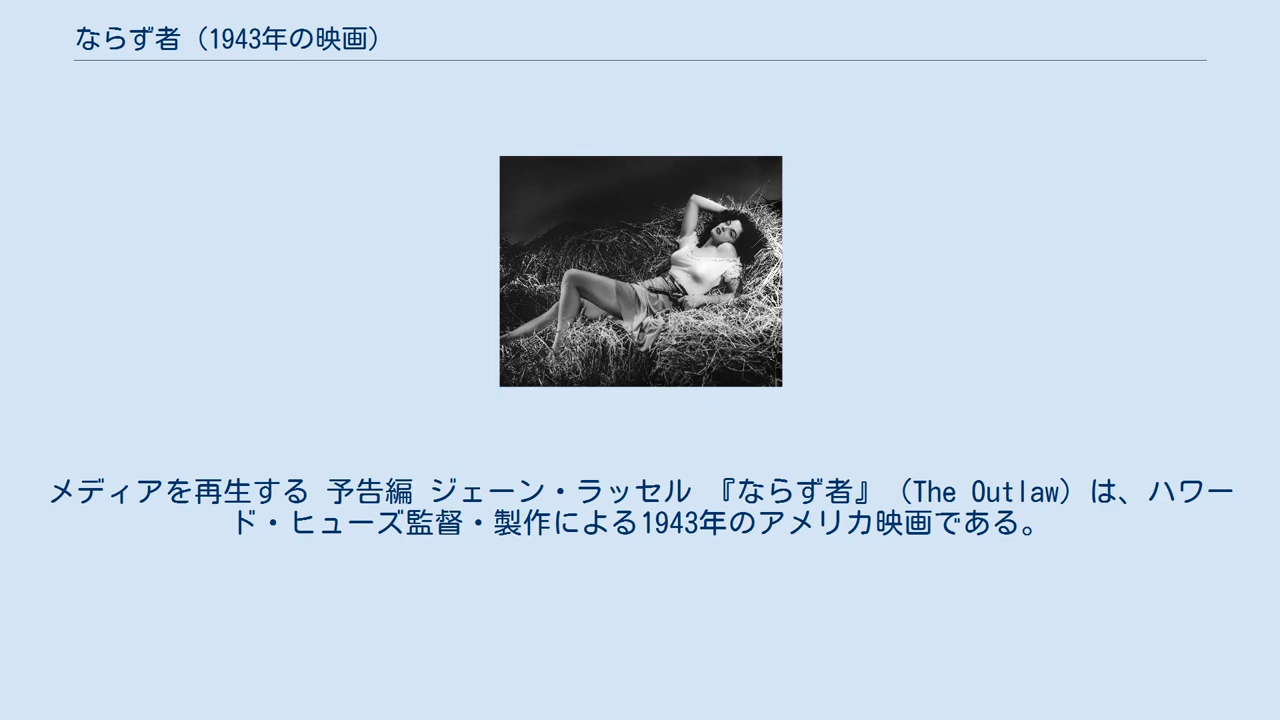 ならず者（1943年の映画）
メディアを再生する 予告編 ジェーン・ラッセル 『ならず者』（The Outlaw）は、ハワー
ド・ヒューズ監督・製作による1943年のアメリカ映画である。